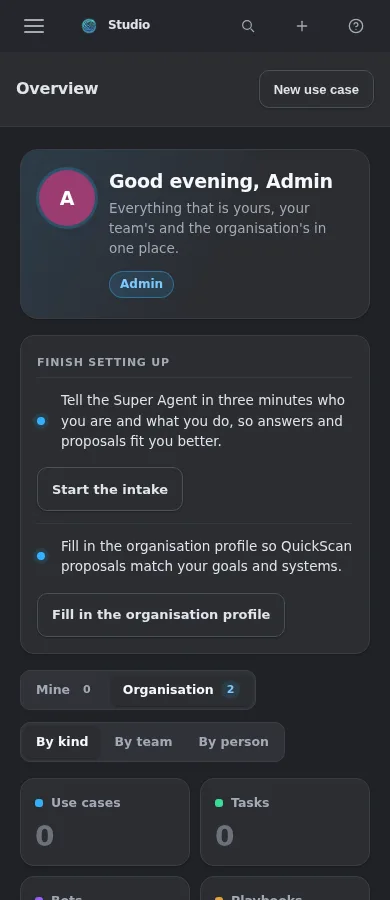 Studio
Overview
New use case
A
Good evening, Admin
Everything that is yours, your
team's and the organisation's in
one place.
Admin
FINISH SETTING UP
Tell the Super Agent in three minutes who
you are and what you do, so answers and
proposals fit you better.
Start the intake
Fill in the organisation profile so QuickScan
proposals match your goals and systems.
Fill in the organisation profile
Mine 0 Organisation 2
By kind By team By person
Use cases Tasks
0 0
Bots Playbooks